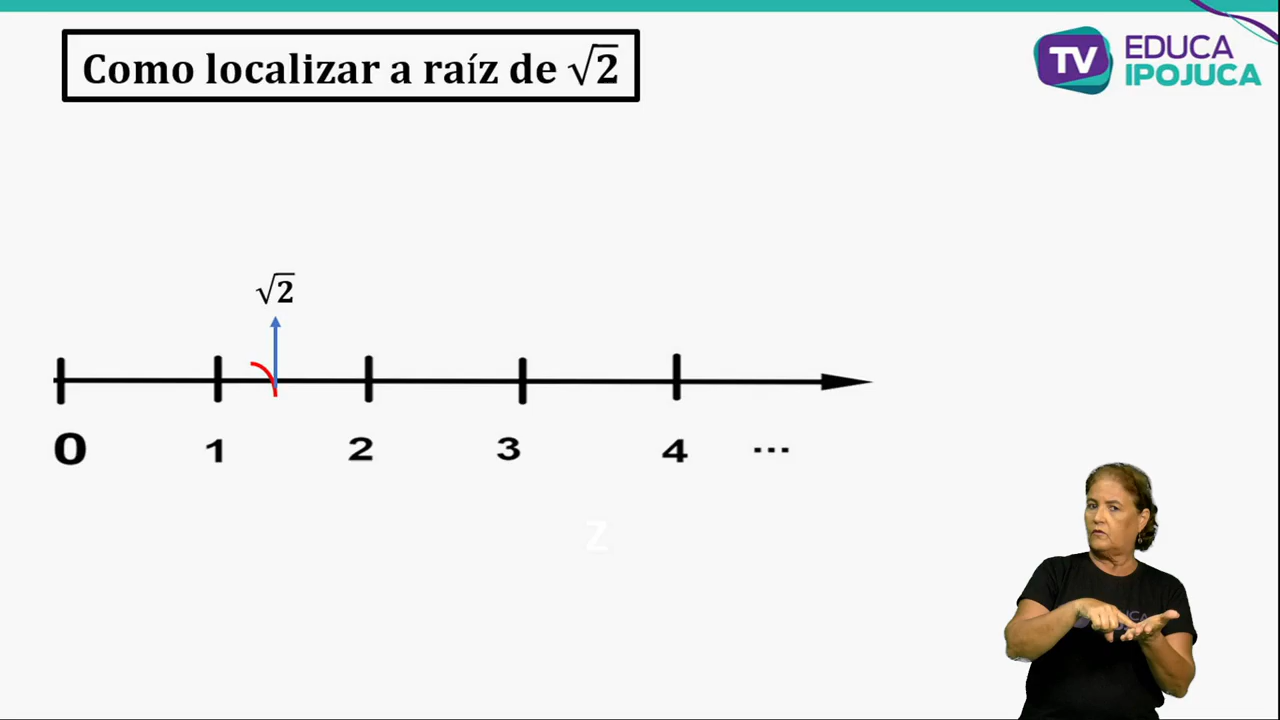 Como localizar a raíz de √2
TV EDUCA
IPOJUCA
√2
0 1 2 3 4 ...
Z